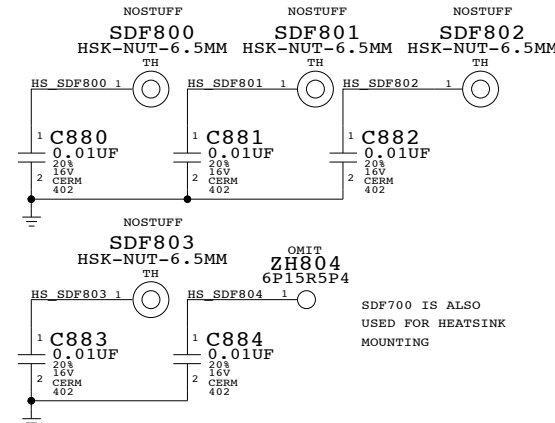 NOSTUFF
SDF800
HSK-NUT-6.5MM
TH
HS_SDF800 1
1 C880
0.01UF
20%
16V
2 CERM
402
NOSTUFF
SDF801
HSK-NUT-6.5MM
TH
HS_SDF801 1
1 C881
0.01UF
20%
16V
2 CERM
402
NOSTUFF
SDF802
HSK-NUT-6.5MM
TH
HS_SDF802 1
1 C882
0.01UF
20%
16V
2 CERM
402
NOSTUFF
SDF803
HSK-NUT-6.5MM
TH
HS_SDF803 1
1 C883
0.01UF
20%
16V
2 CERM
402
OMIT
ZH804
6P15R5P4
HS_SDF804 1
1 C884
0.01UF
20%
16V
2 CERM
402
SDF700 IS ALSO
USED FOR HEATSINK
MOUNTING